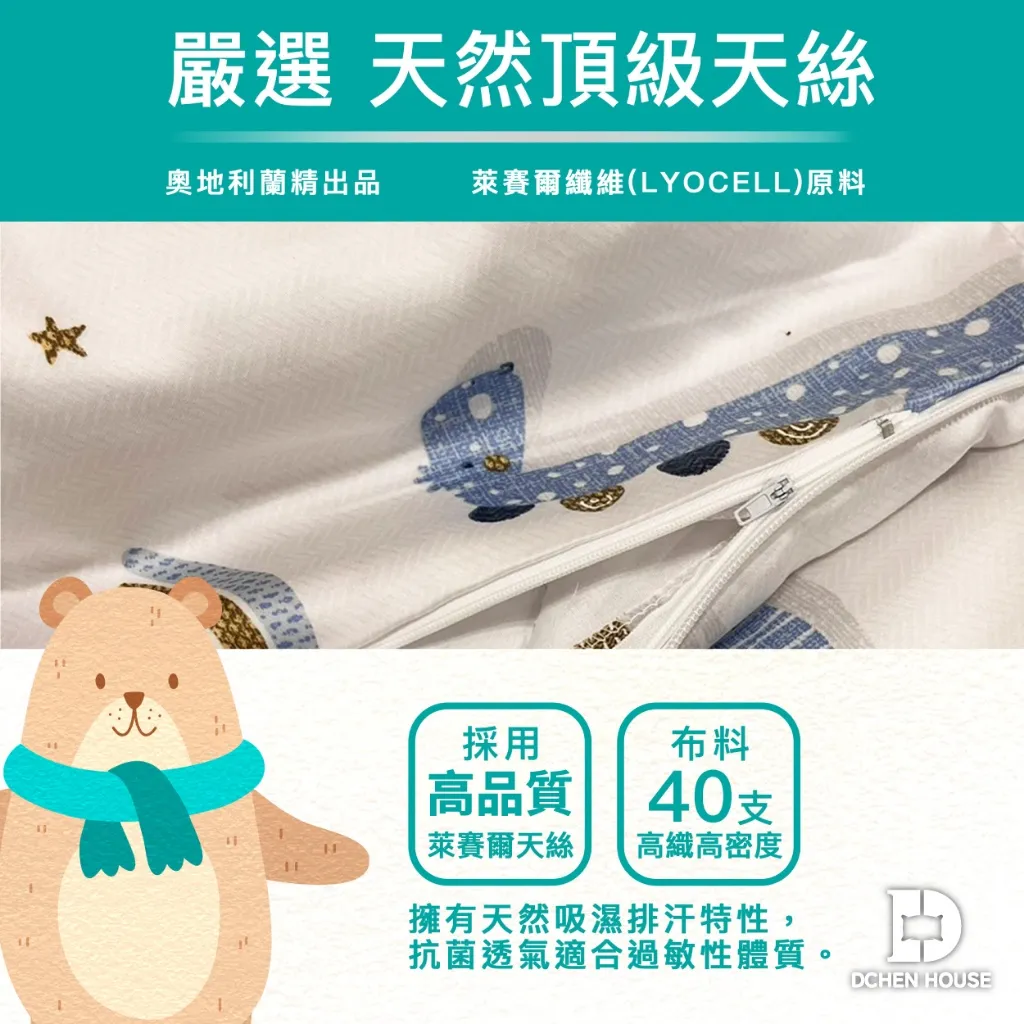 嚴選 天然頂級天絲
奧地利蘭精出品 萊賽爾纖維(LYOCELL)原料
採用
高品質
萊賽爾天絲
布料
40支
高織高密度
擁有天然吸濕排汗特性，
抗菌透氣適合過敏性體質。
DCHEN HOUSE